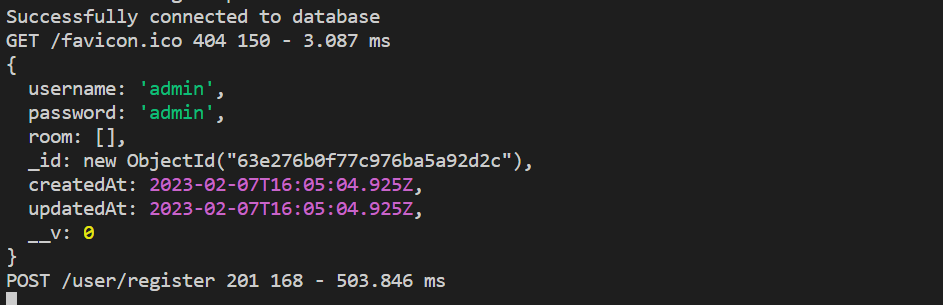 Successfully connected to database
GET /favicon.ico 404 150 - 3.087 ms
{
  username: 'admin',
  password: 'admin',
  room: [],
  _id: new ObjectId("63e276b0f77c976ba5a92d2c"),
  createdAt: 2023-02-07T16:05:04.925Z,
  updatedAt: 2023-02-07T16:05:04.925Z,
  __v: 0
}
POST /user/register 201 168 - 503.846 ms